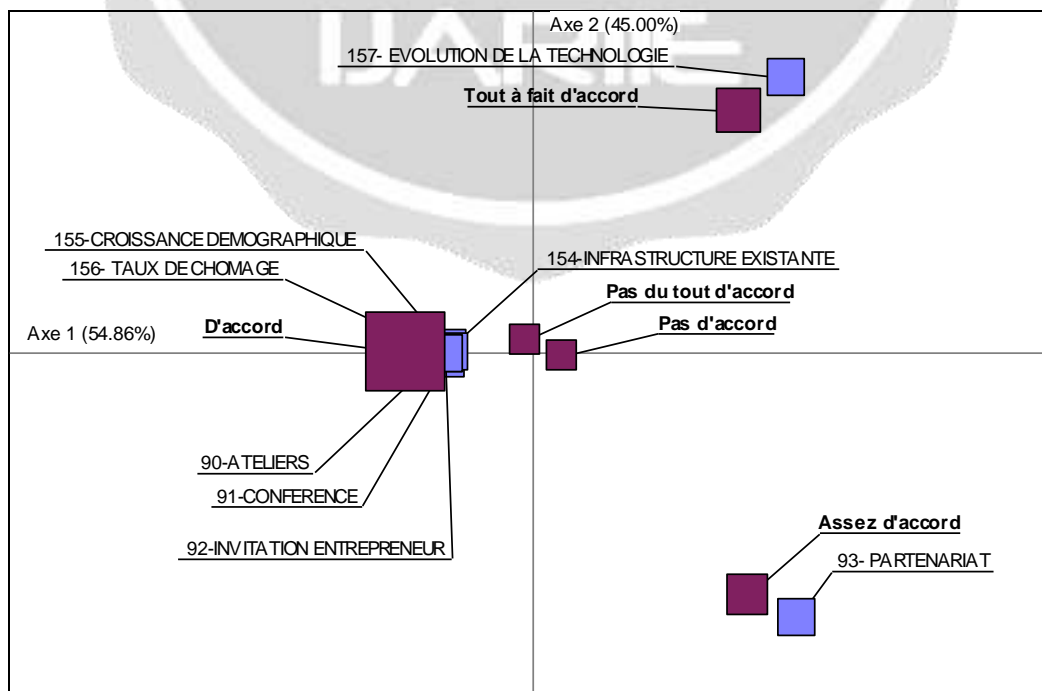 Axe 2 (45.00%)
157- EVOLUTION DE LA TECHNOLOGIE
Tout à fait d'accord
155-CROISSANCE DEMOGRAPHIQUE
156- TAUX DE CHOMAGE
154-INFRASTRUCTURE EXISTANTE
Pas du tout d'accord
Axe 1 (54.86%)
D'accord
Pas d'accord
90-ATELIERS
91-CONFERENCE
92-INVITATION ENTREPRENEUR
Assez d'accord
93- PARTENARIAT